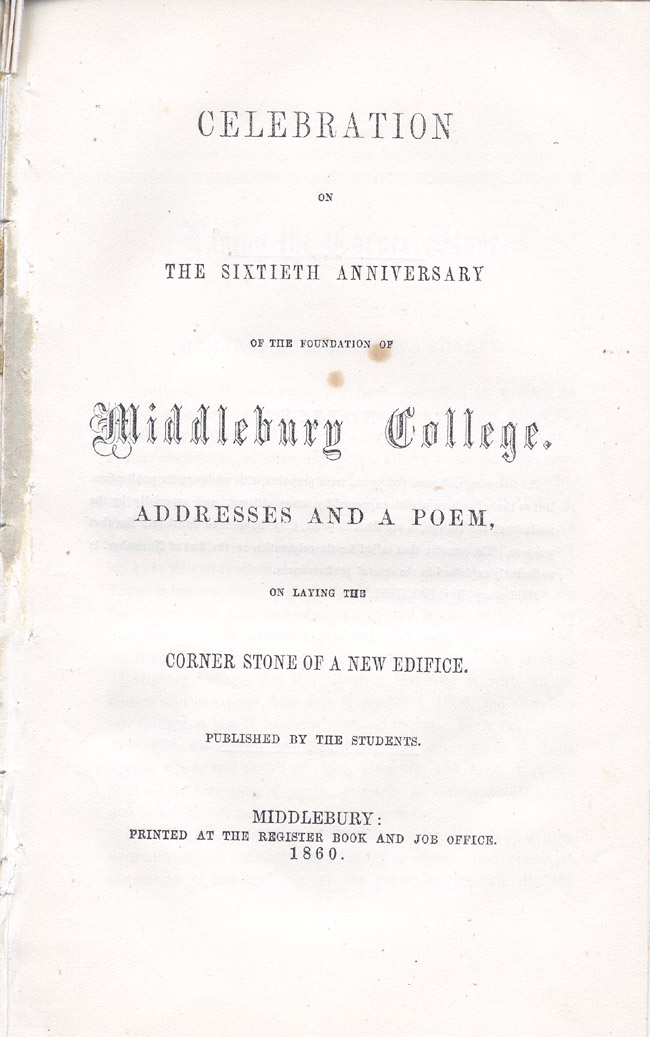 CELEBRATION
ON
THE SIXTIETH ANNIVERSARY
OF THE FOUNDATION OF
Middlebury College.
ADDRESSES AND A POEM,
ON LAYING THE
CORNER STONE OF A NEW EDIFICE.
PUBLISHED BY THE STUDENTS.
MIDDLEBURY:
PRINTED AT THE REGISTER BOOK AND JOB OFFICE.
1860.